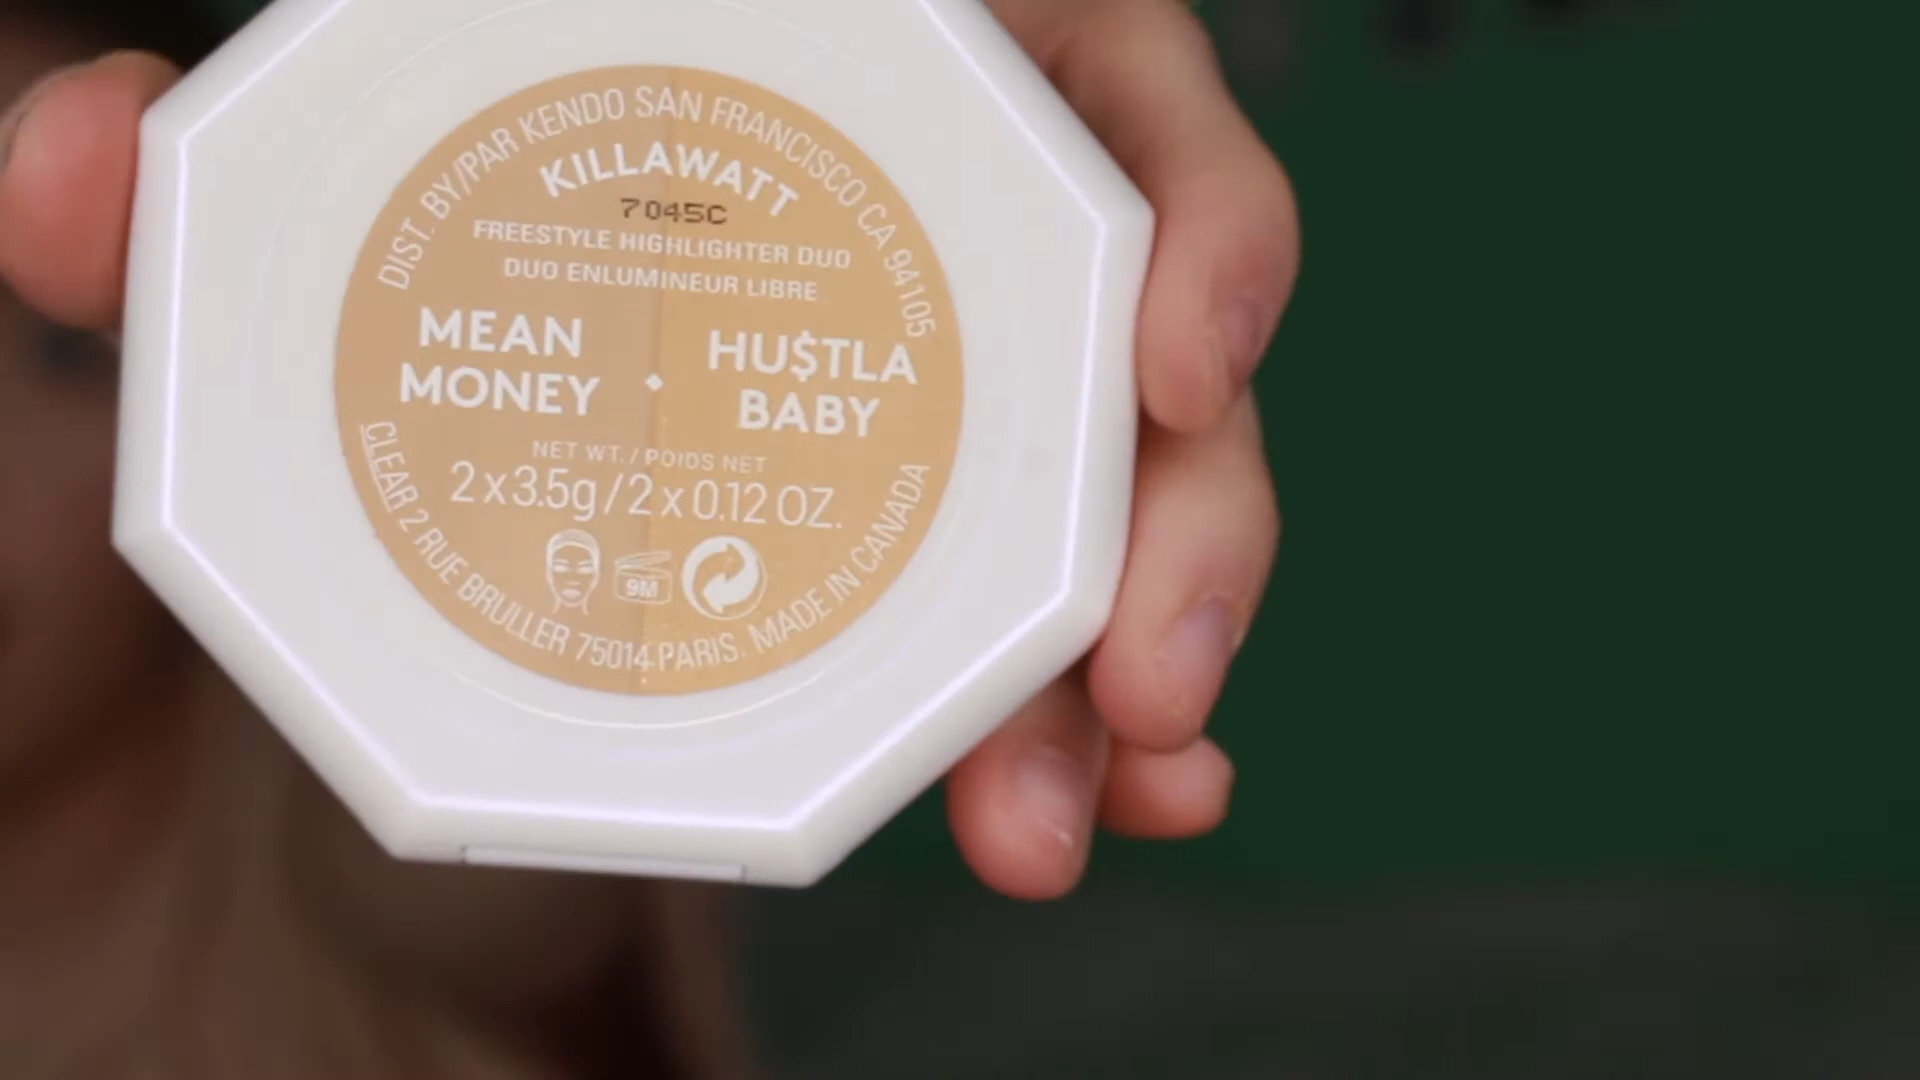 DIST. BY/PAR KENDO SAN FRANCISCO CA 94105
KILLAWATT
7045C
FREESTYLE HIGHLIGHTER DUO
DUO ENLUMINEUR LIBRE
MEAN
MONEY
HU$TLA
BABY
NET WT. / POIDS NET
2 x 3.5g / 2 x 0.12 OZ.
9M
CLEAR 2 RUE BRULLER 75014 PARIS. MADE IN CANADA